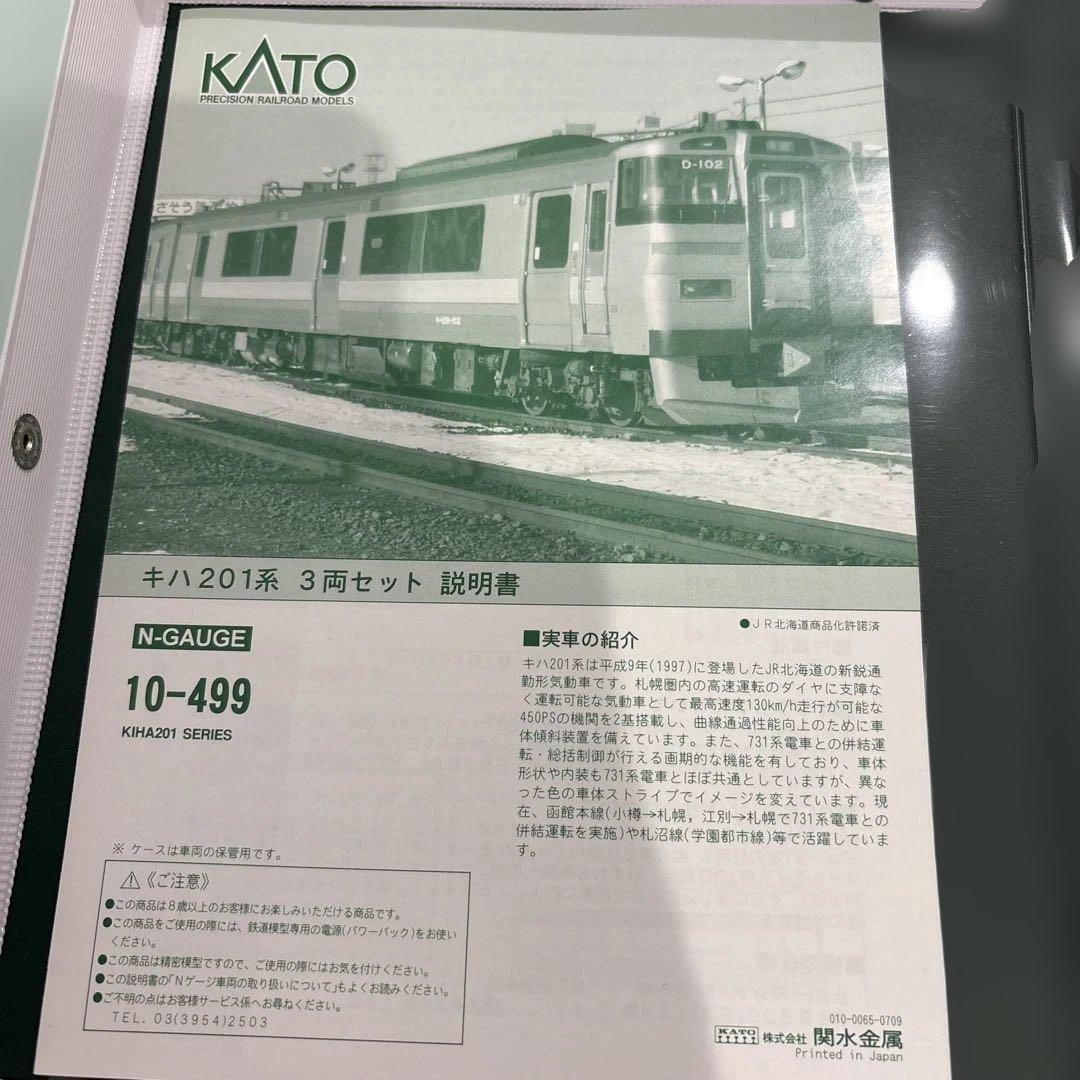 KATO
PRECISION RAILROAD MODELS
D-102
さそう
キハ201-102
キハ201系 3両セット 説明書
●JR北海道商品化許諾済
N-GAUGE
10-499
KIHA201 SERIES
■実車の紹介
キハ201系は平成9年(1997)に登場したJR北海道の新鋭通
勤形気動車です。札幌圏内の高速運転のダイヤに支障な
く運転可能な気動車として最高速度130km/h走行が可能な
450PSの機関を2基搭載し、曲線通過性能向上のために車
体傾斜装置を備えています。また、731系電車との併結運
転・総括制御が行える画期的な機能を有しており、車体
形状や内装も731系電車とほぼ共通としていますが、異な
った色の車体ストライプでイメージを変えています。現
在、函館本線(小樽→札幌，江別→札幌で731系電車との
併結運転を実施)や札沼線(学園都市線)等で活躍していま
す。
※ ケースは車両の保管用です。
⚠《ご注意》
●この商品は8歳以上のお客様にお楽しみいただける商品です。
●この商品をご使用の際には、鉄道模型専用の電源(パワーパック)をお使い
ください。
●この商品は精密模型ですので、ご使用の際にはお気を付けください。
●この説明書の「Nゲージ車両の取り扱いについて」もよくお読みください。
●ご不明の点はお客様サービス係へお尋ねください。
TEL. 03(3954)2503
010-0065-0709
KATO 株式会社 関水金属
Printed in Japan